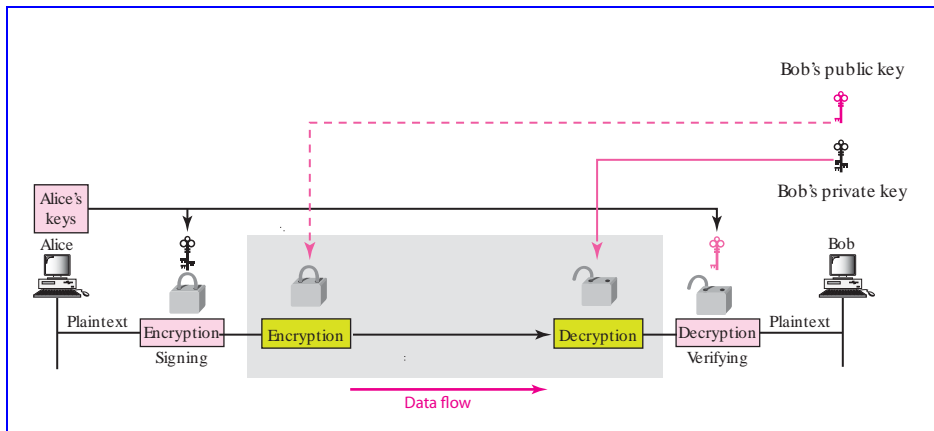 Bob's public key
Bob's private key
Alice's
keys
Alice
Bob
Plaintext
Encryption
Encryption
Decryption
Decryption
Plaintext
Signing
Verifying
Data flow